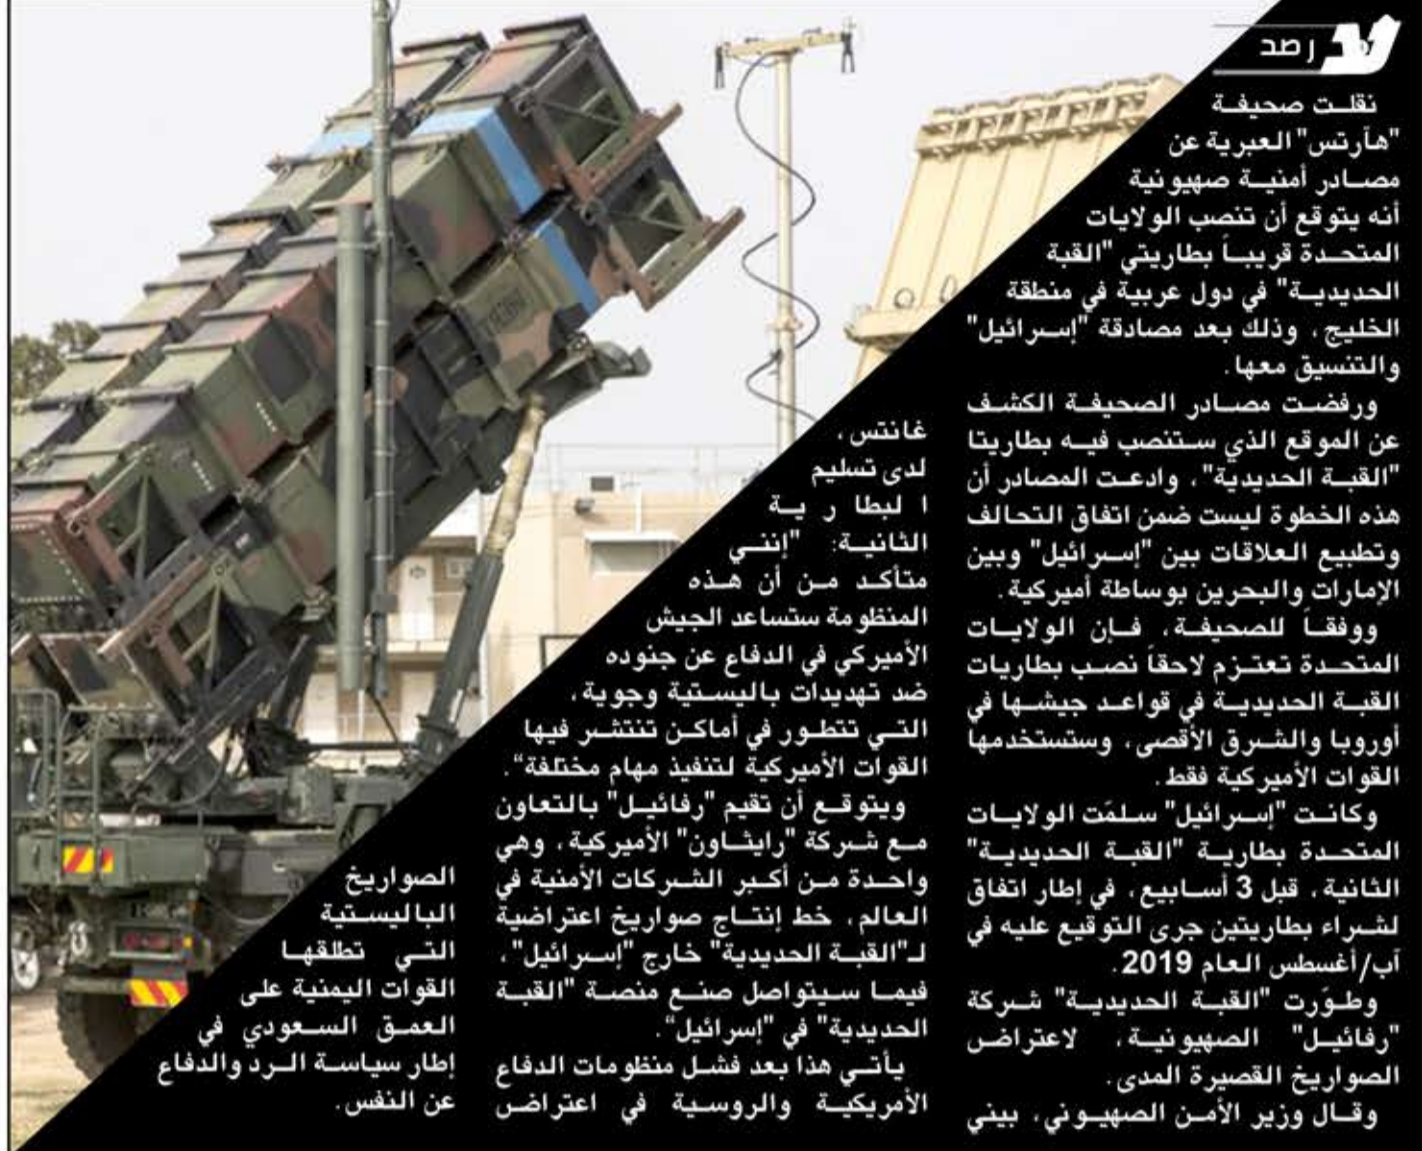 رصد
نقلت صحيفة
"هآرتس" العبرية عن
مصادر أمنية صهيونية
أنه يتوقع أن تنصب الولايات
المتحدة قريباً بطاريتي "القبة
الحديدية" في دول عربية في منطقة
الخليج، وذلك بعد مصادقة "إسرائيل"
والتنسيق معها.
ورفضت مصادر الصحيفة الكشف
عن الموقع الذي ستنصب فيه بطاريتا
"القبة الحديدية"، وادعت المصادر أن
هذه الخطوة ليست ضمن اتفاق التحالف
وتطبيع العلاقات بين "إسرائيل" وبين
الإمارات والبحرين بوساطة أميركية.
ووفقاً للصحيفة، فإن الولايات
المتحدة تعتزم لاحقاً نصب بطاريات
القبة الحديدية في قواعد جيشها في
أوروبا والشرق الأقصى، وستستخدمها
القوات الأميركية فقط.
وكانت "إسرائيل" سلمَت الولايات
المتحدة بطارية "القبة الحديدية"
الثانية، قبل 3 أسابيع، في إطار اتفاق
لشراء بطاريتين جرى التوقيع عليه في
آب/أغسطس العام 2019.
وطوَرت "القبة الحديدية" شركة
"رفائيل" الصهيونية، لاعتراض
الصواريخ القصيرة المدى.
وقال وزير الأمن الصهيوني، بيني
غانتس،
لدى تسليم
البطارية
الثانية: "إنني
متأكد من أن هذه
المنظومة ستساعد الجيش
الأميركي في الدفاع عن جنوده
ضد تهديدات باليستية وجوية،
التي تتطور في أماكن تنتشر فيها
القوات الأميركية لتنفيذ مهام مختلفة".
ويتوقع أن تقيم "رفائيل" بالتعاون
مع شركة "رايثاون" الأميركية، وهي
واحدة من أكبر الشركات الأمنية في
العالم، خط إنتاج صواريخ اعتراضية
لـ"القبة الحديدية" خارج "إسرائيل"،
فيما سيتواصل صنع منصة "القبة
الحديدية" في "إسرائيل".
يأتي هذا بعد فشل منظومات الدفاع
الأمريكية والروسية في اعتراض
الصواريخ
الباليستية
التي تطلقها
القوات اليمنية على
العمق السعودي في
إطار سياسة الرد والدفاع
عن النفس.